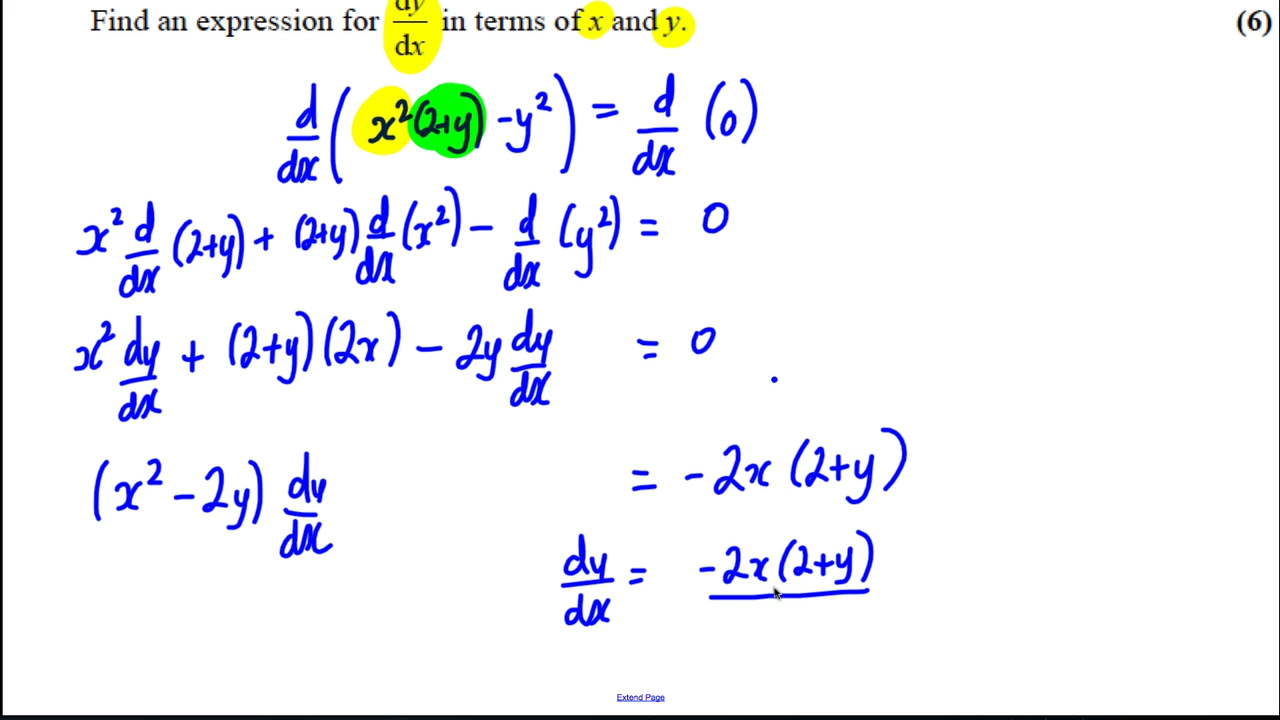 Find an expression for dy/dx in terms of x and y. (6)
d/dx (x²(2+y) - y²) = d/dx (0)
x² d/dx (2+y) + (2+y) d/dx (x²) - d/dx (y²) = 0
x² dy/dx + (2+y)(2x) - 2y dy/dx = 0
(x² - 2y) dy/dx = -2x (2+y)
dy/dx = -2x(2+y)
Extend Page